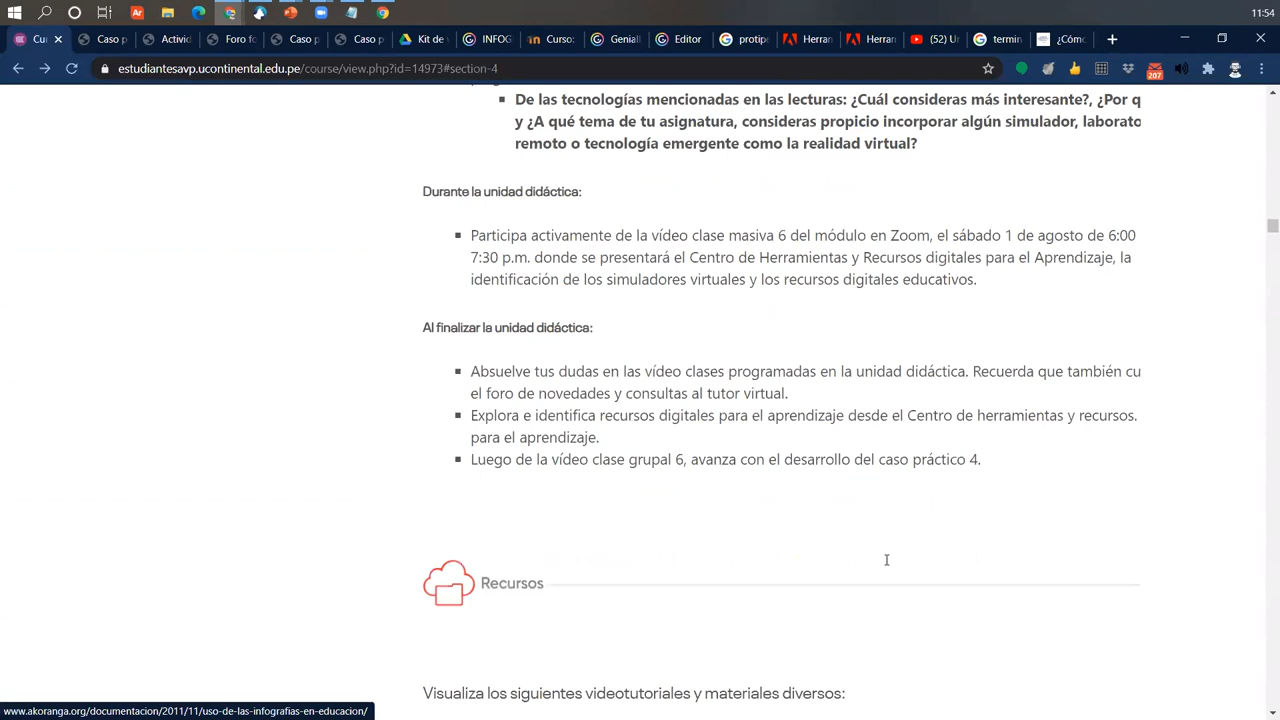 11:54
Cu
Caso p
Activid
Foro fo
Caso p
Caso p
Kit de
INFOG
Curso:
Geniall
Editor
protip
Herran
Herran
(52) Ur
termin
¿Cómo
estudiantesavp.ucontinental.edu.pe/course/view.php?id=14973#section-4
207
De las tecnologías mencionadas en las lecturas: ¿Cuál consideras más interesante?, ¿Por q
y ¿A qué tema de tu asignatura, consideras propicio incorporar algún simulador, laborato
remoto o tecnología emergente como la realidad virtual?
Durante la unidad didáctica:
Participa activamente de la vídeo clase masiva 6 del módulo en Zoom, el sábado 1 de agosto de 6:00
7:30 p.m. donde se presentará el Centro de Herramientas y Recursos digitales para el Aprendizaje, la
identificación de los simuladores virtuales y los recursos digitales educativos.
Al finalizar la unidad didáctica:
Absuelve tus dudas en las vídeo clases programadas en la unidad didáctica. Recuerda que también cu
el foro de novedades y consultas al tutor virtual.
Explora e identifica recursos digitales para el aprendizaje desde el Centro de herramientas y recursos.
para el aprendizaje.
Luego de la vídeo clase grupal 6, avanza con el desarrollo del caso práctico 4.
Recursos
Visualiza los siguientes videotutoriales y materiales diversos:
www.akoranga.org/documentacion/2011/11/uso-de-las-infografias-en-educacion/